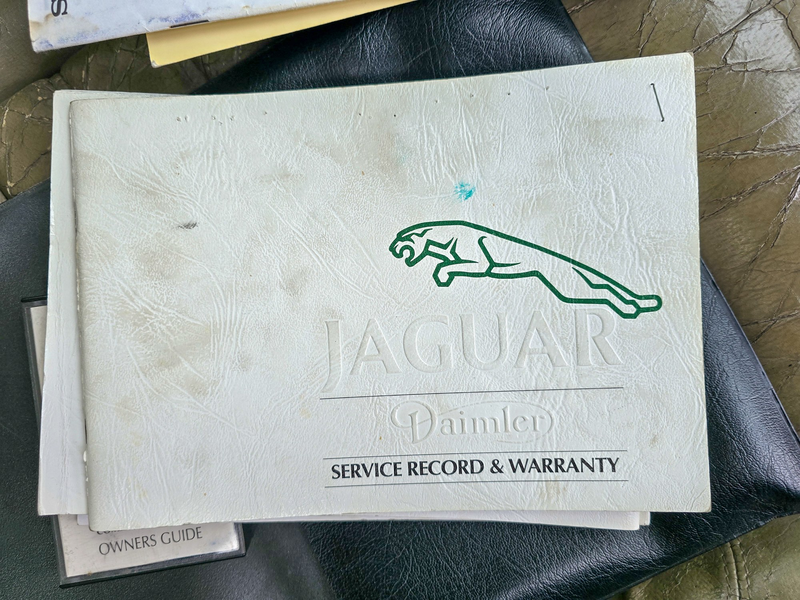 S
JAGUAR
Daimler
SERVICE RECORD & WARRANTY
OWNERS GUIDE